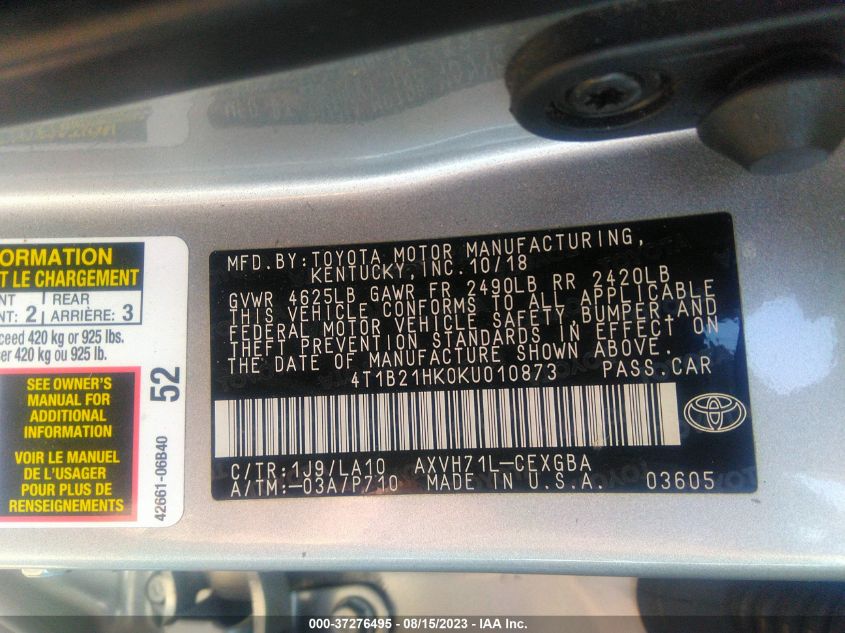 ORMATION
T LE CHARGEMENT
NT REAR
NT: 2 ARRIÈRE: 3
ceed 420 kg or 925 lbs.
ser 420 kg ou 925 lb.
SEE OWNER'S
MANUAL FOR
ADDITIONAL
INFORMATION
VOIR LE MANUEL
DE L'USAGER
POUR PLUS DE
RENSEIGNEMENTS
52
42661-06B40
MFD.BY:TOYOTA MOTOR MANUFACTURING,
KENTUCKY, INC.10/18
GVWR 4625LB GAWR FR 2490LB RR 2420LB
THIS VEHICLE CONFORMS TO ALL APPLICABLE
FEDERAL MOTOR VEHICLE SAFETY, BUMPER AND
THEFT PREVENTION STANDARDS IN EFFECT ON
THE DATE OF MANUFACTURE SHOWN ABOVE.
4T1B21HK0KU010873 PASS.CAR
C/TR:1J9/LA10 AXVH71L-CEXGBA
A/TM:-03A/P710 MADE IN U.S.A. 03605
000-37276495 - 08/15/2023 - IAA Inc.